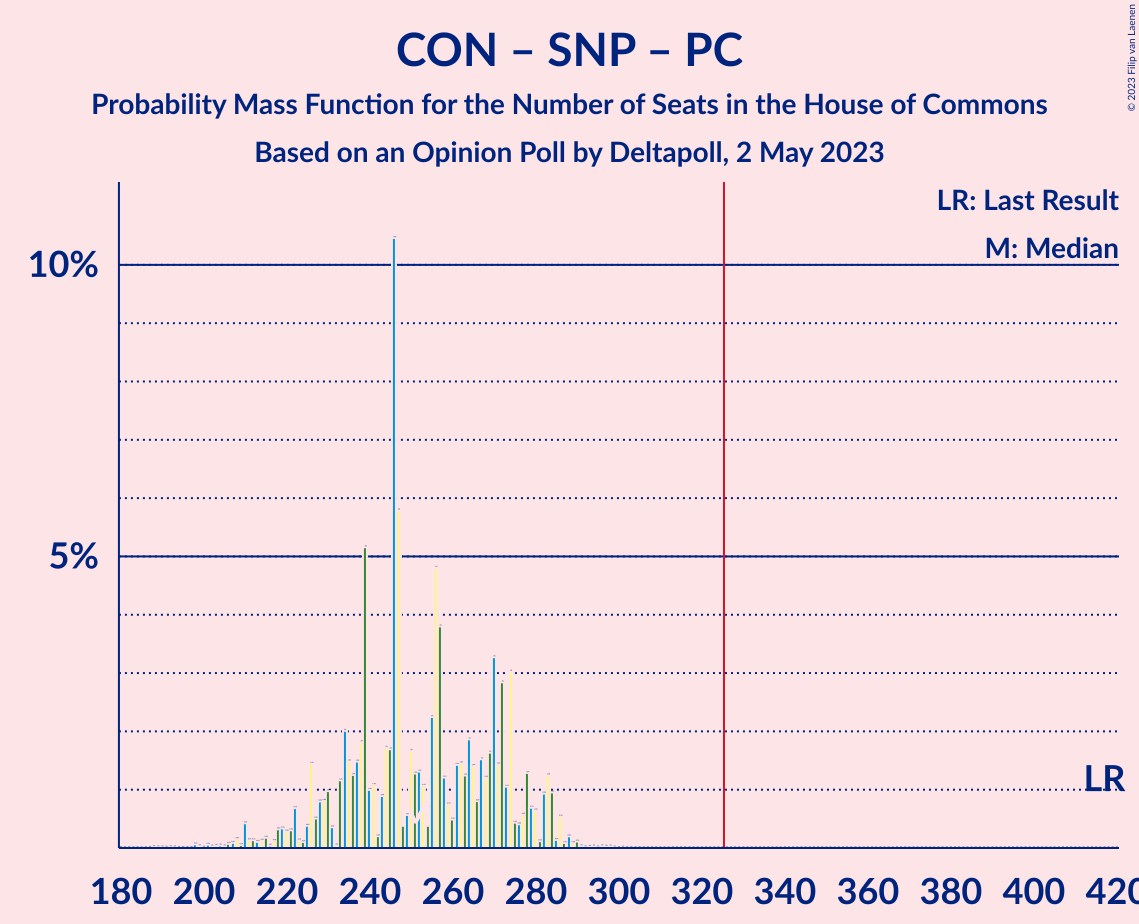 CON – SNP – PC
Probability Mass Function for the Number of Seats in the House of Commons
Based on an Opinion Poll by Deltapoll, 2 May 2023
© 2023 Filip van Laenen
LR: Last Result
M: Median
10%
5%
LR
180 200 220 240 260 280 300 320 340 360 380 400 420